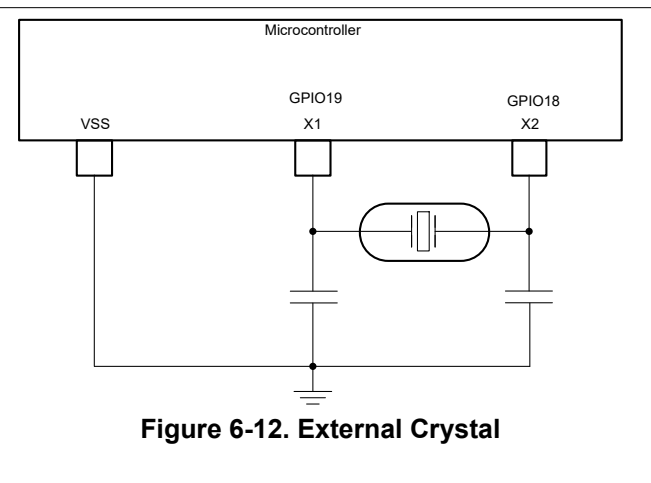 Microcontroller
GPIO19
GPIO18
VSS
X1
X2
Figure 6-12. External Crystal